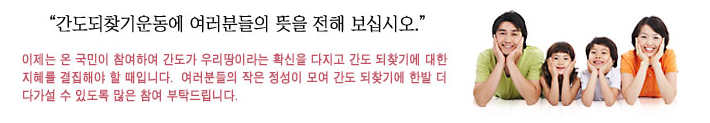 “간도되찾기운동에 여러분들의 뜻을 전해 보십시오.”
이제는 온 국민이 참여하여 간도가 우리땅이라는 확신을 다지고 간도 되찾기에 대한
지혜를 결집해야 할 때입니다. 여러분들의 작은 정성이 모여 간도 되찾기에 한발 더
다가설 수 있도록 많은 참여 부탁드립니다.